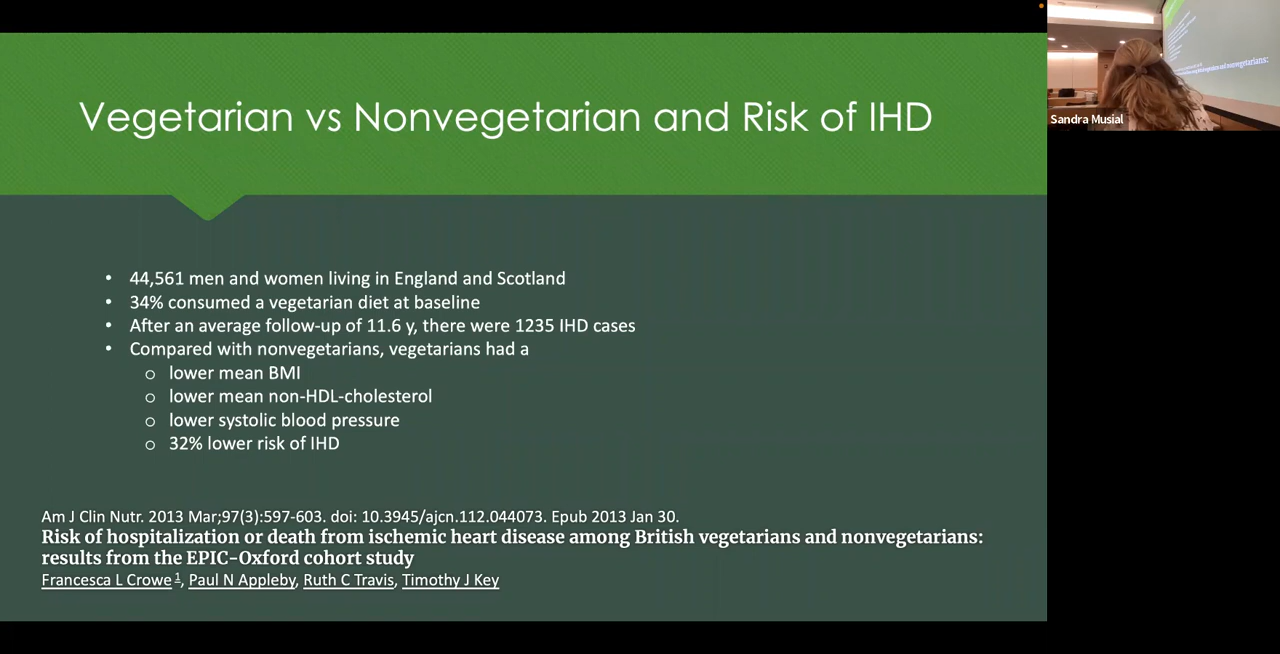 Vegetarian vs Nonvegetarian and Risk of IHD
• 44,561 men and women living in England and Scotland
• 34% consumed a vegetarian diet at baseline
• After an average follow-up of 11.6 y, there were 1235 IHD cases
• Compared with nonvegetarians, vegetarians had a
o lower mean BMI
o lower mean non-HDL-cholesterol
o lower systolic blood pressure
o 32% lower risk of IHD
Am J Clin Nutr. 2013 Mar;97(3):597-603. doi: 10.3945/ajcn.112.044073. Epub 2013 Jan 30.
Risk of hospitalization or death from ischemic heart disease among British vegetarians and nonvegetarians:
results from the EPIC-Oxford cohort study
Francesca L Crowe 1, Paul N Appleby, Ruth C Travis, Timothy J Key
Sandra Musial